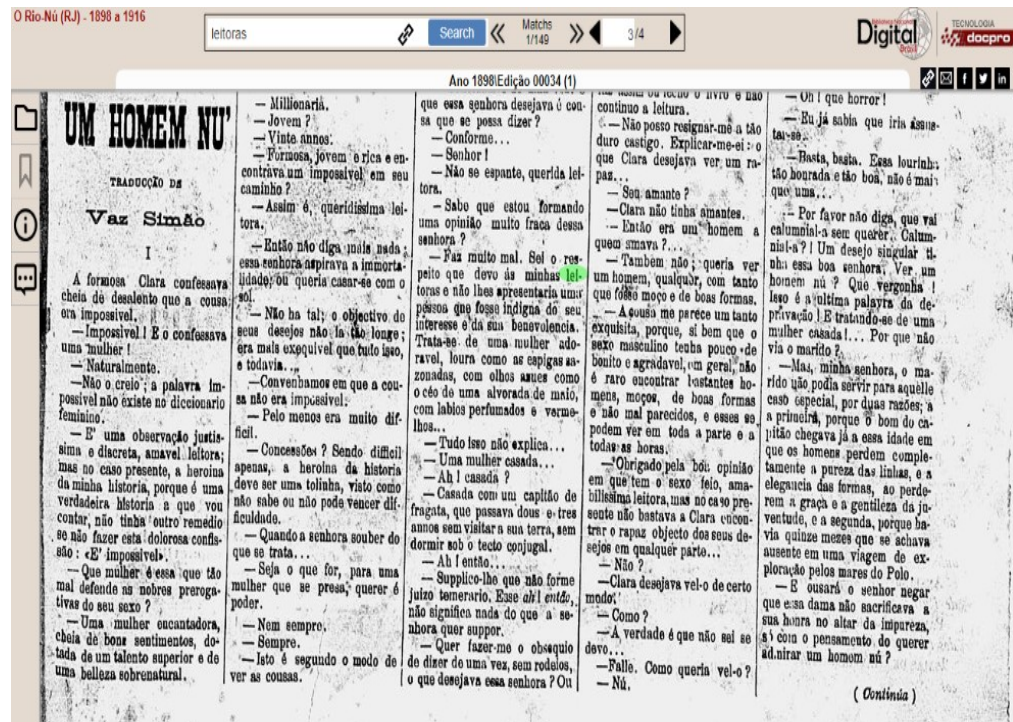 O Rio-Nú (RJ) - 1898 a 1916
leitoras
Search
Matchs
1/149
3/4
Biblioteca Nacional
Digital
Brasil
TECNOLOGIA
docpro
Ano 1898\Edição 00034 (1)
UM HOMEM NU'
TRADUCÇÃO DE
Vaz Simão
I
A formosa Clara confessava
cheia de desalento que a cousa
era impossivel.
— Impossivel! E o confessava
uma mulher!
— Naturalmente.
—Não o creio; a palavra im-
possivel não existe no diccionario
feminino.
— E' uma observação justis-
sima e discreta, amavel leitora;
mas no caso presente, a heroina
da minha historia, porque é uma
verdadeira historia a que vou
contar, não tinha outro remedio
se não fazer esta dolorosa confis-
são: «E' impossivel».
— Que mulher é essa que tão
mal defende as nobres preroga-
tivas do seu sexo?
— Uma mulher encantadora,
cheia de bons sentimentos, do-
tada de um talento superior e de
uma belleza sobrenatural.
— Millionaria.
— Jovem?
— Vinte annos.
— Formosa, jovem e rica e en-
contrava um impossivel em seu
caminho?
— Assim é, queridissima lei-
tora.
— Então não diga mais nada;
essa senhora aspirava a immorta-
lidade; ou queria casar-se com o
sol.
— Não ha tal; o objectivo de
seus desejos não ia tão longe;
era mais exequivel que tudo isso,
e todavia...
—Convenhamos em que a cou-
sa não era impossivel.
— Pelo menos era muito dif-
ficil.
— Concessões? Sendo difficil
apenas, a heroina da historia
deve ser uma tolinha, visto como
não sabe ou não pode vencer dif-
ficuldade.
— Quando a senhora souber do
que se trata...
— Seja o que for, para uma
mulher que se presa, querer é
poder.
— Nem sempre.
— Sempre.
—Isto é segundo o modo de
ver as cousas.
que essa senhora desejava é cou-
sa que se possa dizer?
— Conforme...
— Senhor!
— Não se espante, querida lei-
tora.
— Sabe que estou formando
uma opinião muito fraca dessa
senhora?
— Faz muito mal. Sei o res-
peito que devo ás minhas lei-
toras e não lhes apresentaria uma
pessoa que fosse indigna do seu
interesse e da sua benevolencia.
Trata-se de uma mulher ado-
ravel, loura como as espigas sa-
zonadas, com olhos azues como
o céo de uma alvorada de maio,
com labios perfumados e verme-
lhos...
— Tudo isso não explica...
— Uma mulher casada...
— Ah! casada?
— Casada com um capitão de
fragata, que passava dous e tres
annos sem visitar a sua terra, sem
dormir sob o tecto conjugal.
— Ah! então...
— Supplico-lhe que não forme
juizo temerario. Esse ah! então,
não significa nada do que a se-
nhora quer suppor.
— Quer fazer-me o obsequio
de dizer de uma vez, sem rodeios,
o que desejava essa senhora? Ou
assim ou fecho o livro e não
continuo a leitura.
— Não posso resignar-me a tão
duro castigo. Explicar-me-ei: o
que Clara desejava ver um ra-
paz...
— Seu amante?
—Clara não tinha amantes.
— Então era um homem a
quem amava?...
— Tambem não; queria ver
um homem, qualquer, com tanto
que fosse moço e de boas formas.
— A cousa me parece um tanto
exquisita, porque, si bem que o
sexo masculino tenha pouco de
bonito e agradavel, em geral, não
é raro encontrar bastantes ho-
mens, moços, de boas formas
e não mal parecidos, e esses se
podem ver em toda a parte e a
todas as horas.
—Obrigado pela boa opinião
em que tem o sexo feio, ama-
bilissima leitora, mas no caso pre-
sente não bastava a Clara encon-
trar o rapaz objecto dos seus de-
sejos em qualquer parte...
— Não?
—Clara desejava vel-o de certo
modo.
— Como?
— A verdade é que não sei se
devo...
—Falle. Como queria vel-o?
— Nú.
— Oh! que horror!
— Eu já sabia que iria assus-
tar-se.
—Basta, basta. Essa lourinha
tão honrada e tão boa, não é mais
que uma...
— Por favor não diga, que vai
calumnial-a sem querer. Calum-
nial-a?! Um desejo singular ti-
nha essa boa senhora. Ver um
homem nú? Que vergonha!
Isso é a ultima palavra da de-
pravação! E tratando-se de uma
mulher casada!... Por que não
via o marido?
—Mas, minha senhora, o ma-
rido não podia servir para aquelle
caso especial, por duas razões; a
a primeira, porque o bom do ca-
pitão chegava já a essa idade em
que os homens perdem comple-
tamente a pureza das linhas, e a
elegancia das formas, ao perde-
rem a graça e a gentileza da ju-
ventude, e a segunda, porque ha-
via quinze mezes que se achava
ausente em uma viagem de ex-
ploração pelos mares do Polo.
— E ousará o senhor negar
que essa dama não sacrificava a
sua honra no altar da impureza,
só com o pensamento do querer
admirar um homem nú?
(Continúa)